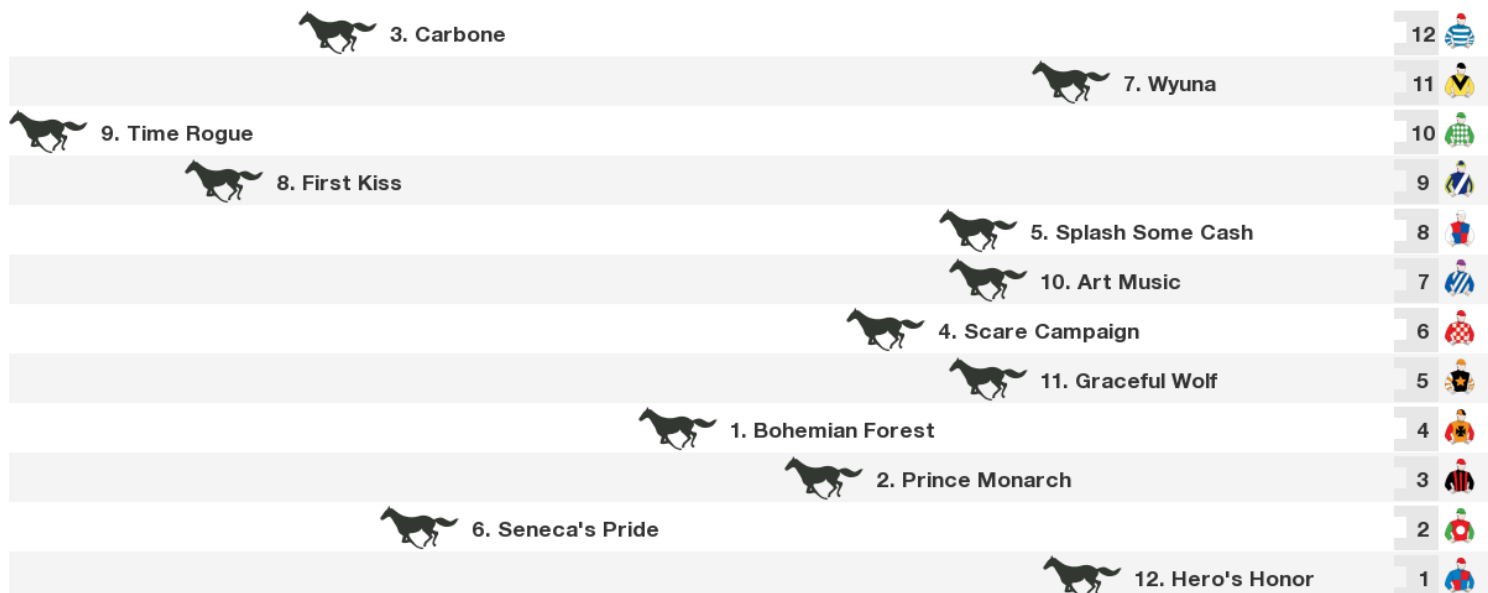 3. Carbone 12
7. Wyuna 11
9. Time Rogue 10
8. First Kiss 9
5. Splash Some Cash 8
10. Art Music 7
4. Scare Campaign 6
11. Graceful Wolf 5
1. Bohemian Forest 4
2. Prince Monarch 3
6. Seneca's Pride 2
12. Hero's Honor 1